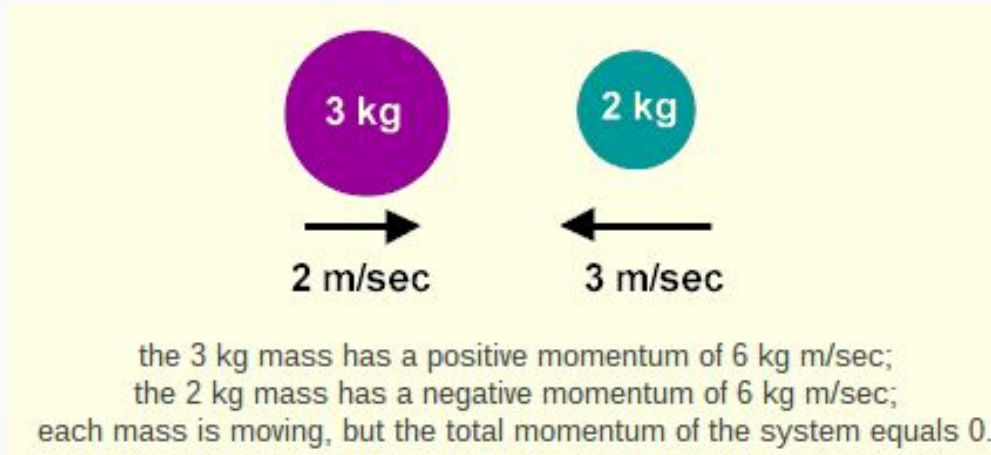 3 kg
2 kg
2 m/sec
3 m/sec
the 3 kg mass has a positive momentum of 6 kg m/sec;
the 2 kg mass has a negative momentum of 6 kg m/sec;
each mass is moving, but the total momentum of the system equals 0.